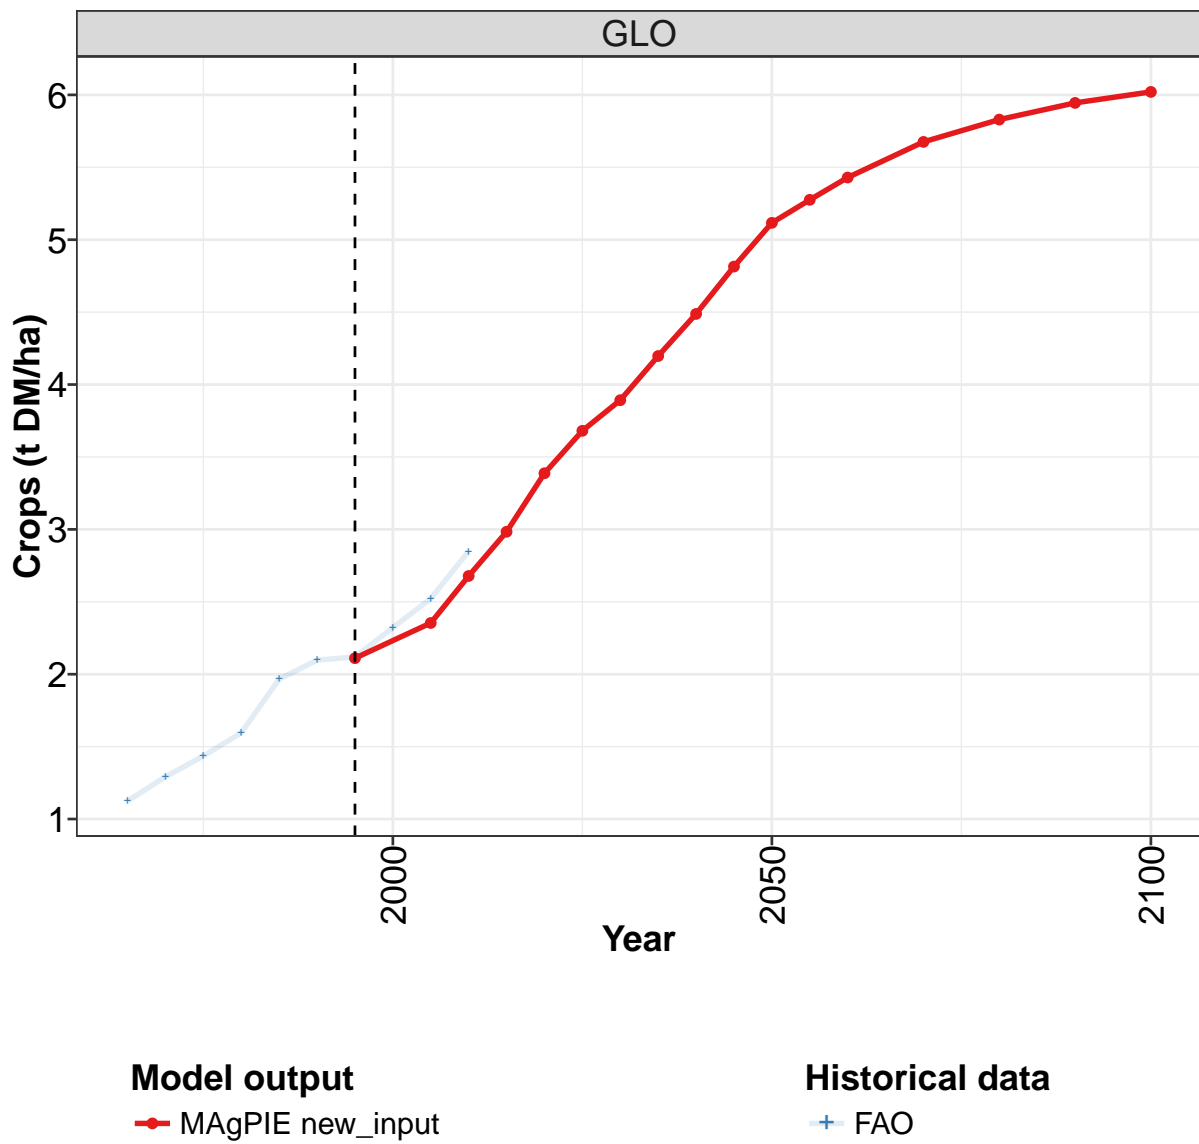 GLO
6
5
4
3
2
1
Crops (t DM/ha)
2000
2050
2100
Year
Model output
MAgPIE new_input
Historical data
FAO